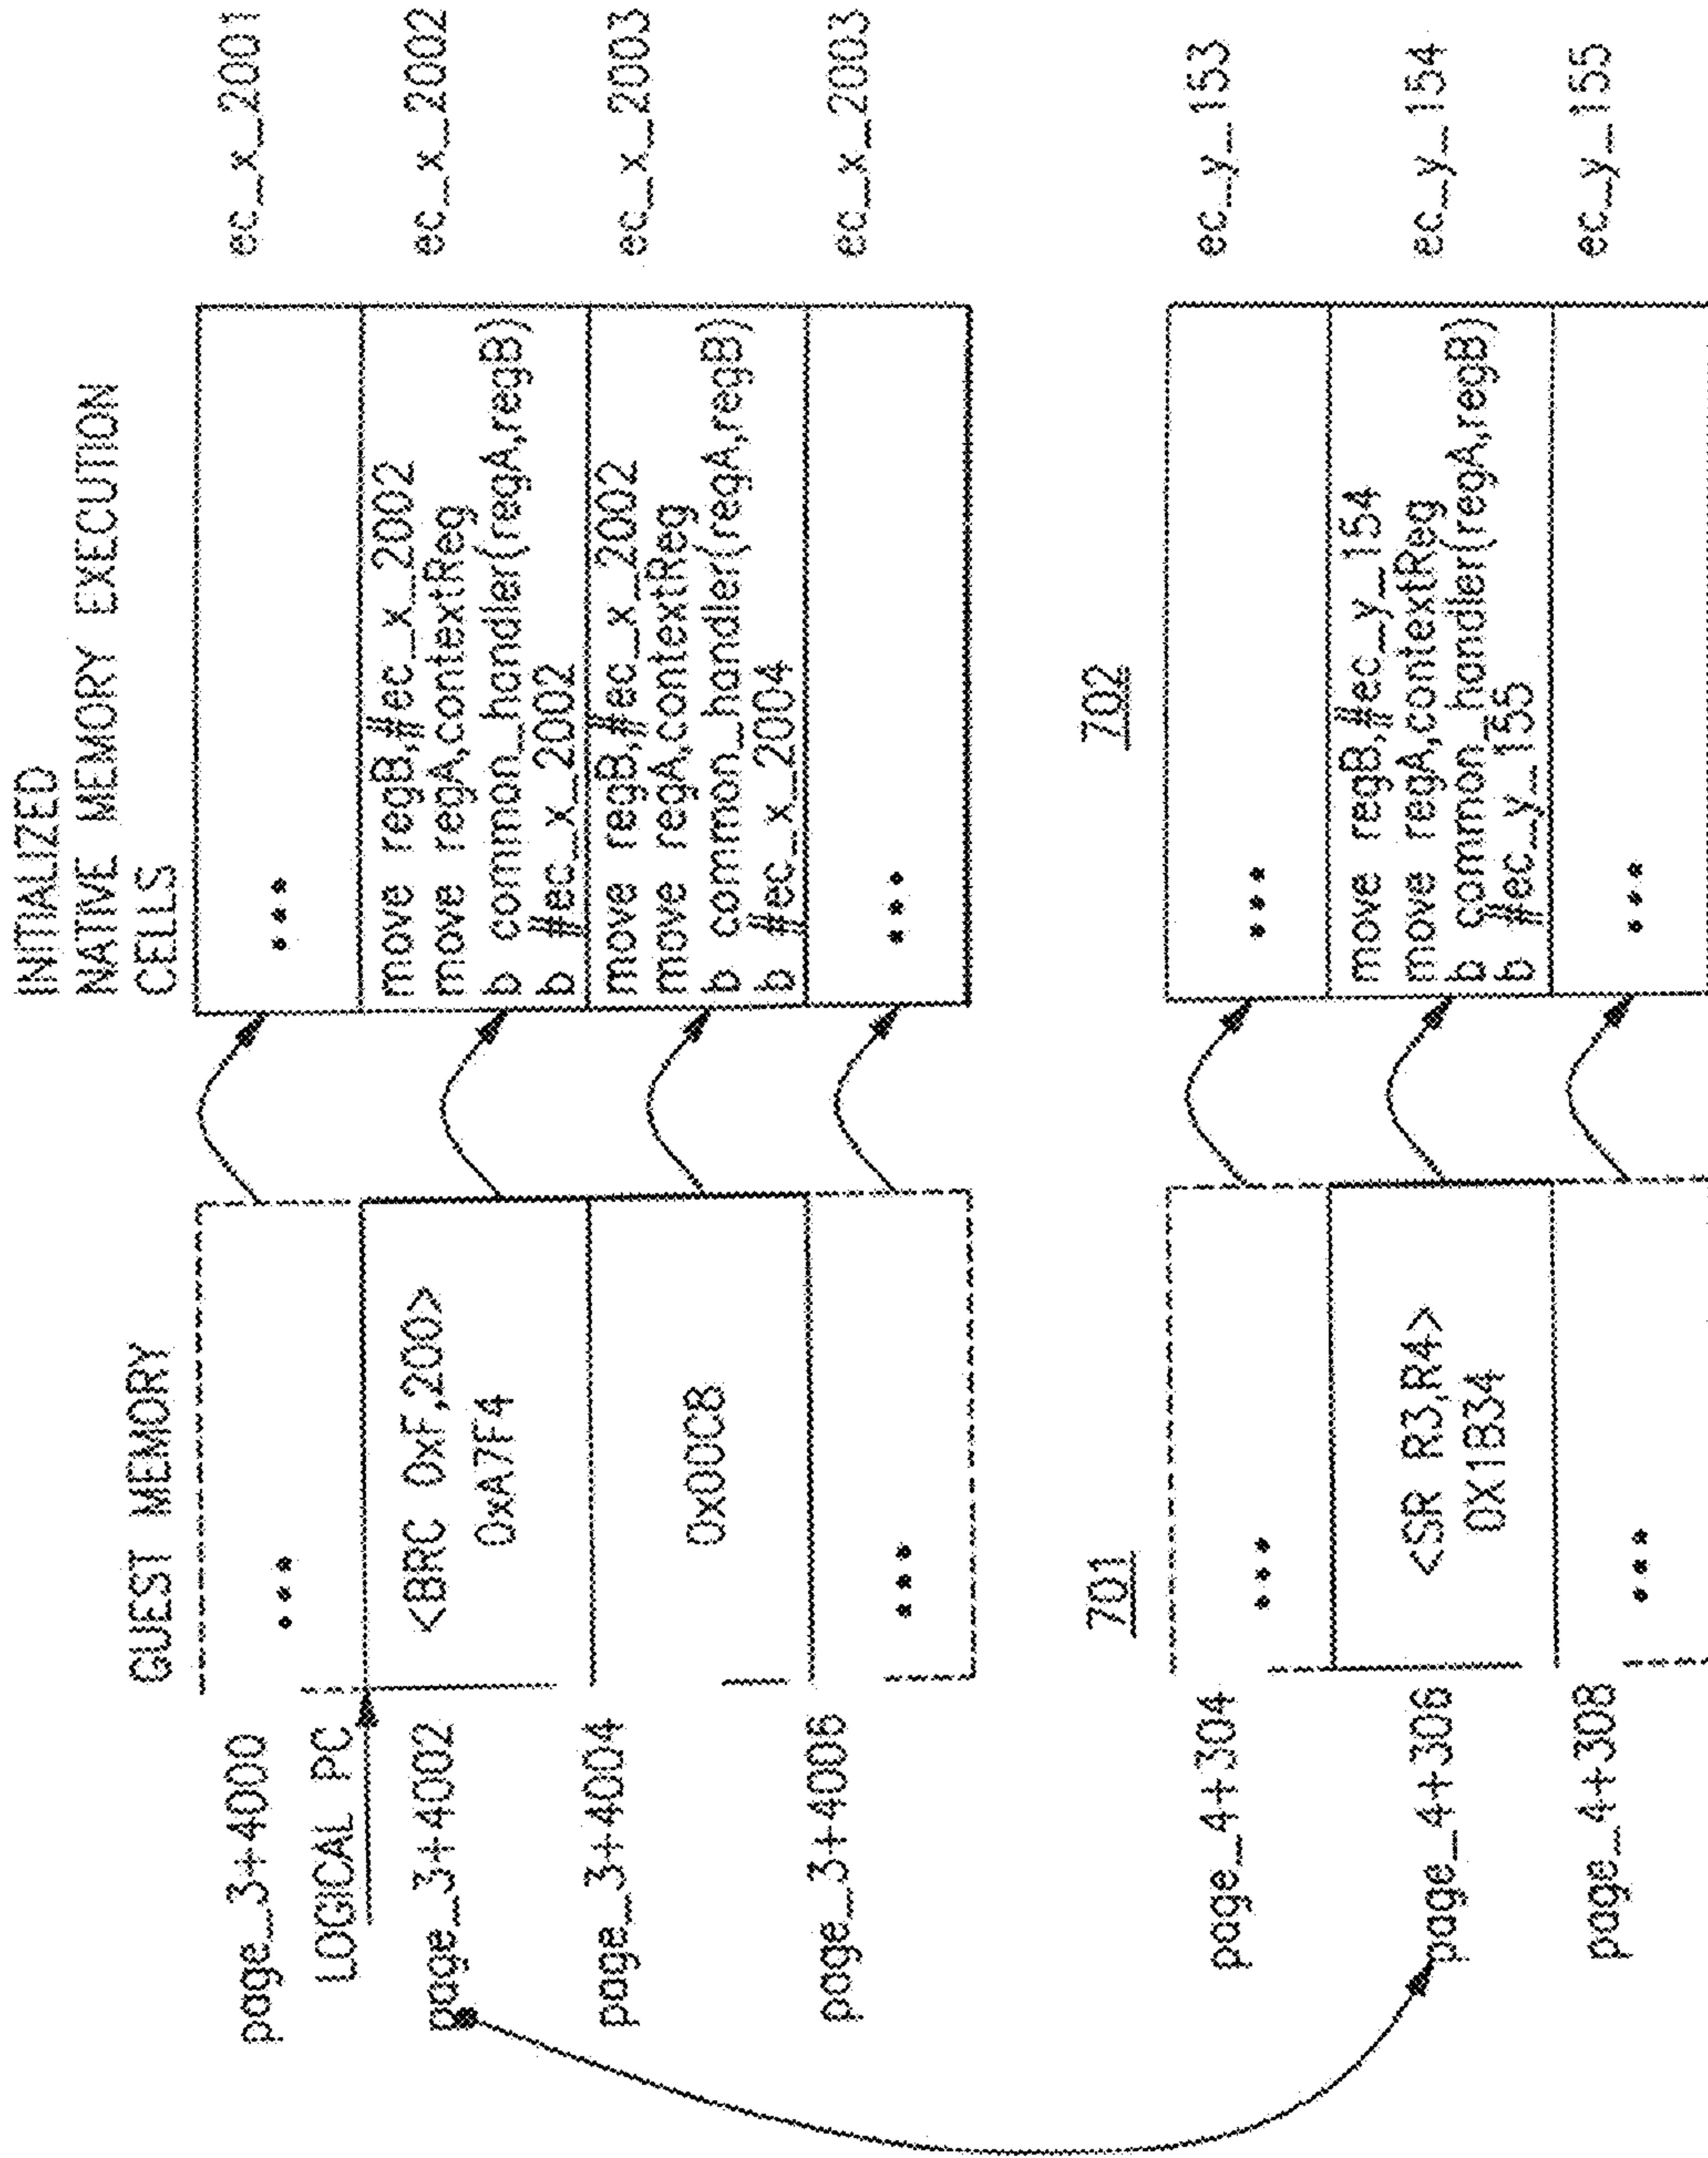 GUEST MEMORY
INITIALIZED
NATIVE MEMORY EXECUTION
CELLS
page_3+4000
• • •
• • •
ec_x_2001
LOGICAL PC
page_3+4002
<BRC 0xF,200>
0xA7F4
move regB,#ec_x_2002
move regA,contextReg
b common_handler(regA,regB)
b #ec_x_2002
ec_x_2002
page_3+4004
0x00C8
move regB,#ec_x_2002
move regA,contextReg
b common_handler(regA,regB)
b #ec_x_2004
ec_x_2003
page_3+4006
• • •
• • •
ec_x_2003
701
702
page_4+304
• • •
• • •
ec_y_153
page_4+306
<SR R3,R4>
0X1B34
move regB,#ec_y_154
move regA,contextReg
b common_handler(regA,regB)
b #ec_y_155
ec_y_154
page_4+308
• • •
• • •
ec_y_155